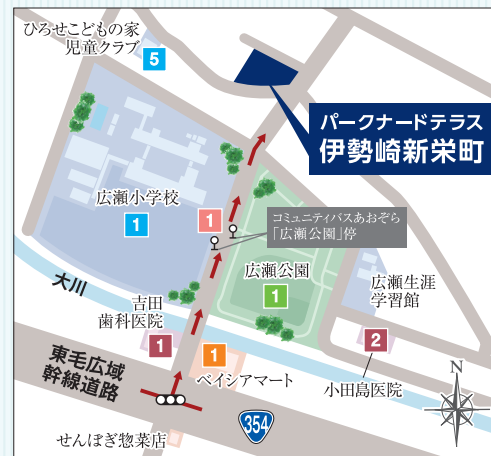 ひろせこどもの家
児童クラブ
5
パークナードテラス
伊勢崎新栄町
広瀬小学校
1
1
コミュニティバスあおぞら
「広瀬公園」停
広瀬公園
1
広瀬生涯
学習館
大川
吉田
歯科医院
1
1
ベイシアマート
2
小田島医院
東毛広域
幹線道路
354
せんぼぎ惣菜店
N